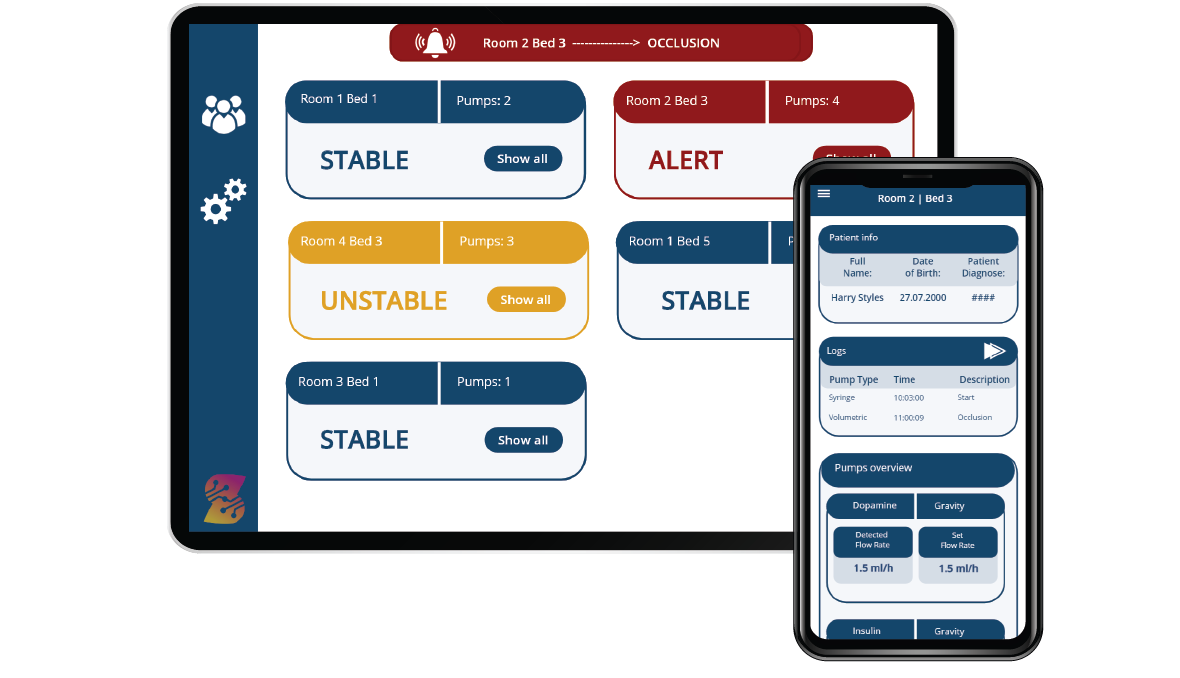 Room 2 Bed 3 ---------------> OCCLUSION
Room 1 Bed 1 Pumps: 2
STABLE Show all
Room 2 Bed 3 Pumps: 4
ALERT Show all
Room 4 Bed 3 Pumps: 3
UNSTABLE Show all
Room 1 Bed 5 P
STABLE
Room 3 Bed 1 Pumps: 1
STABLE Show all
Room 2 | Bed 3
Patient info
Full Date Patient
Name: of Birth: Diagnose:
Harry Styles 27.07.2000 ####
Logs
Pump Type Time Description
Syringe 10:03:00 Start
Volumetric 11:00:09 Occlusion
Pumps overview
Dopamine Gravity
Detected Set
Flow Rate Flow Rate
1.5 ml/h 1.5 ml/h
Insulin Gravity